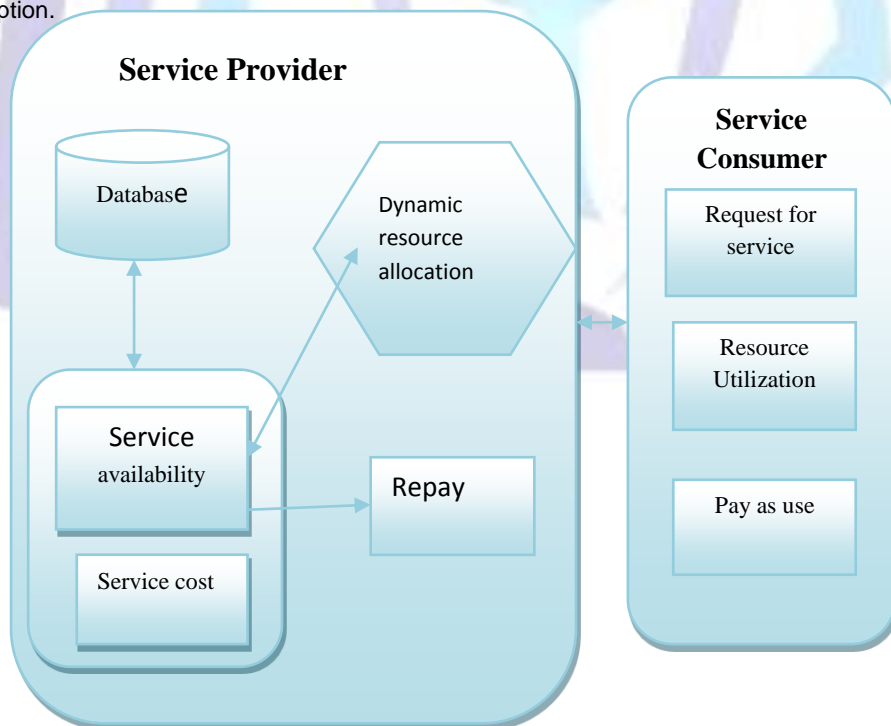 otion.
Service Provider
Database
Dynamic
resource
allocation
Service
availability
Repay
Service cost
Service
Consumer
Request for
service
Resource
Utilization
Pay as use